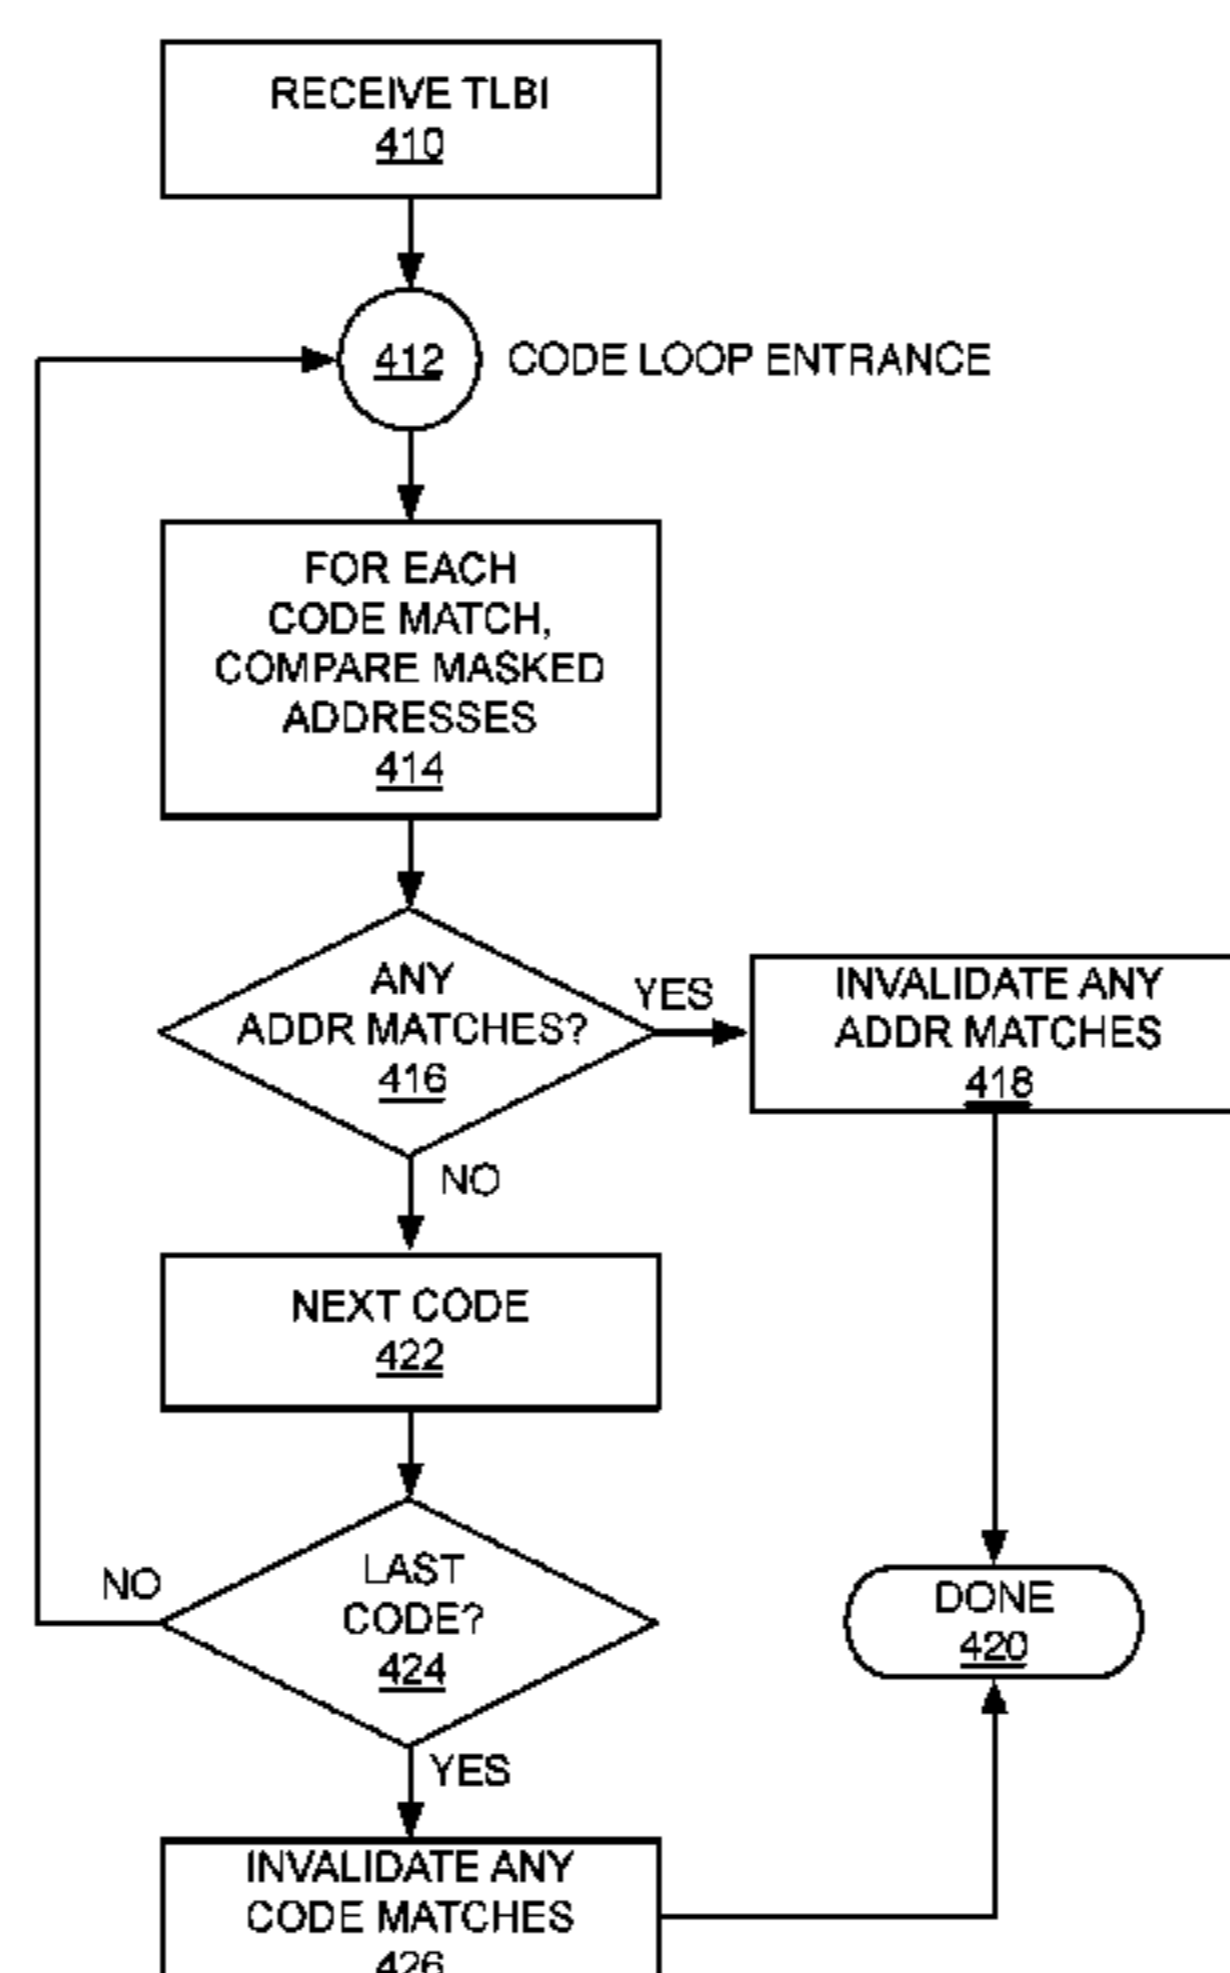 RECEIVE TLBI
410
412
CODE LOOP ENTRANCE
FOR EACH
CODE MATCH,
COMPARE MASKED
ADDRESSES
414
ANY
ADDR MATCHES?
416
YES
INVALIDATE ANY
ADDR MATCHES
418
NO
NEXT CODE
422
LAST
CODE?
424
NO
DONE
420
YES
INVALIDATE ANY
CODE MATCHES
426